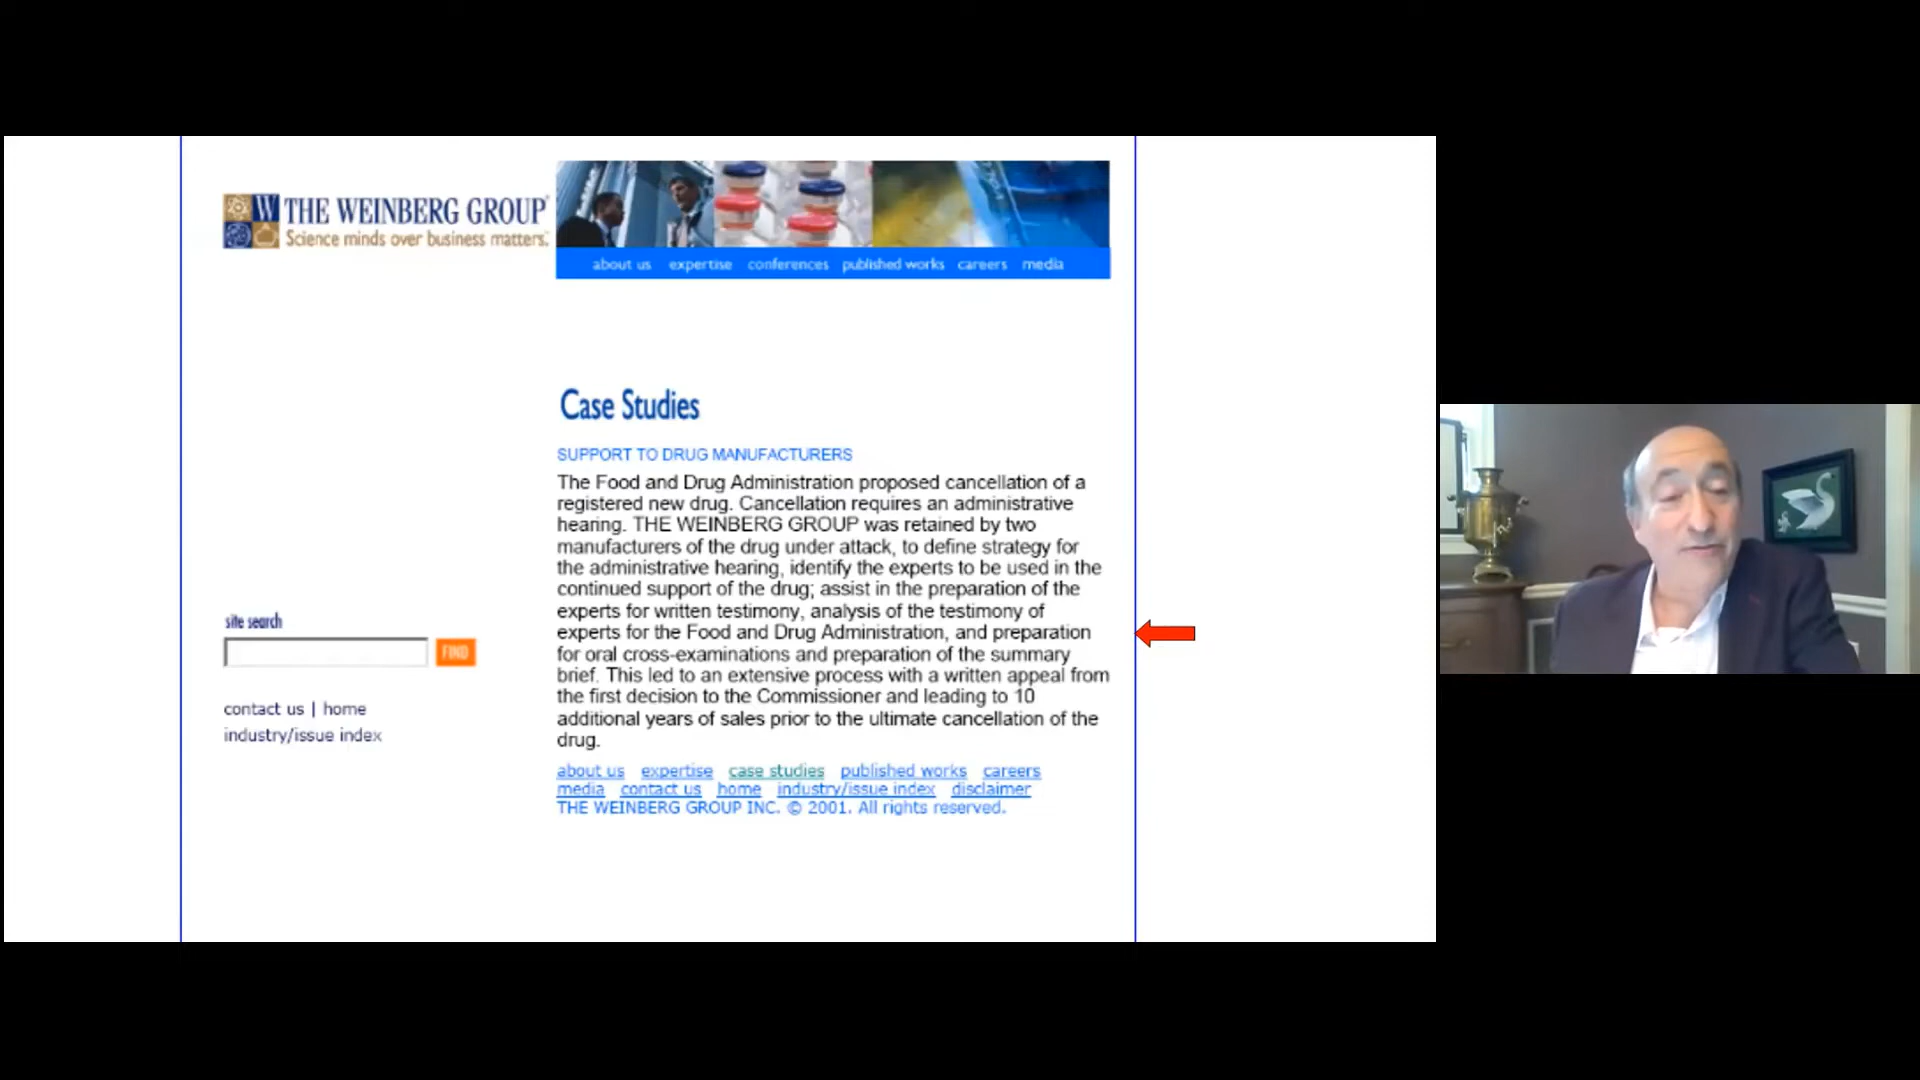 W THE WEINBERG GROUP®
Science minds over business matters.
about us expertise conferences published works careers media
Case Studies
SUPPORT TO DRUG MANUFACTURERS
The Food and Drug Administration proposed cancellation of a
registered new drug. Cancellation requires an administrative
hearing. THE WEINBERG GROUP was retained by two
manufacturers of the drug under attack, to define strategy for
the administrative hearing, identify the experts to be used in the
continued support of the drug; assist in the preparation of the
experts for written testimony, analysis of the testimony of
experts for the Food and Drug Administration, and preparation
for oral cross-examinations and preparation of the summary
brief. This led to an extensive process with a written appeal from
the first decision to the Commissioner and leading to 10
additional years of sales prior to the ultimate cancellation of the
drug.
site search
FIND
contact us | home
industry/issue index
about us expertise case studies published works careers
media contact us home industry/issue index disclaimer
THE WEINBERG GROUP INC. © 2001. All rights reserved.